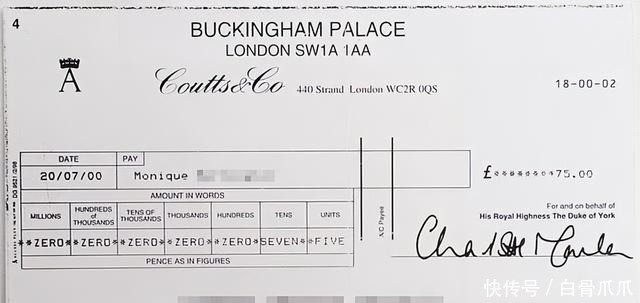 4
BUCKINGHAM PALACE
LONDON SW1A 1AA
A
Coutts&Co 440 Strand London WC2R 0QS
18-00-02
DATE PAY
20/07/00 Monique
£********75.00
AMOUNT IN WORDS
MILLIONS HUNDREDS of THOUSANDS TENS OF THOUSANDS THOUSANDS HUNDREDS TENS UNITS
**ZERO**ZERO**ZERO**ZERO**ZERO*SEVEN**FIVE
PENCE AS IN FIGURES
A/C Payee
For and on behalf of
His Royal Highness The Duke of York
快传号/白骨爪爪